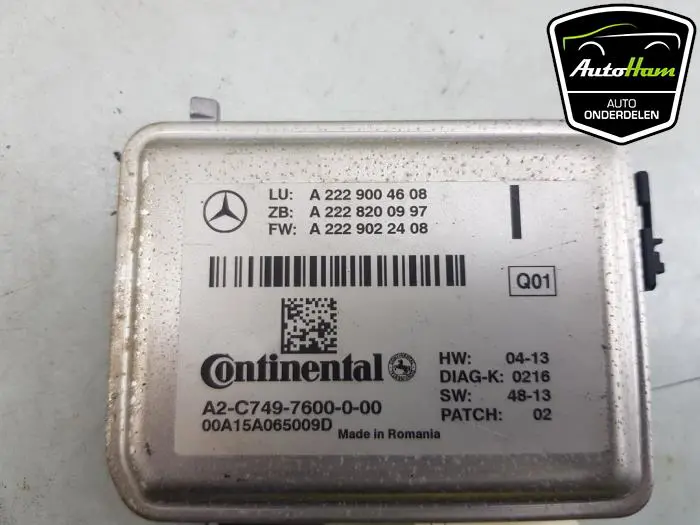 AutoHam
AUTO
ONDERDELEN
LU: A 222 900 46 08
ZB: A 222 820 09 97
FW: A 222 902 24 08
Q01
Continental
HW: 04-13
DIAG-K: 0216
SW: 48-13
PATCH: 02
A2-C749-7600-0-00
00A15A065009D
Made in Romania